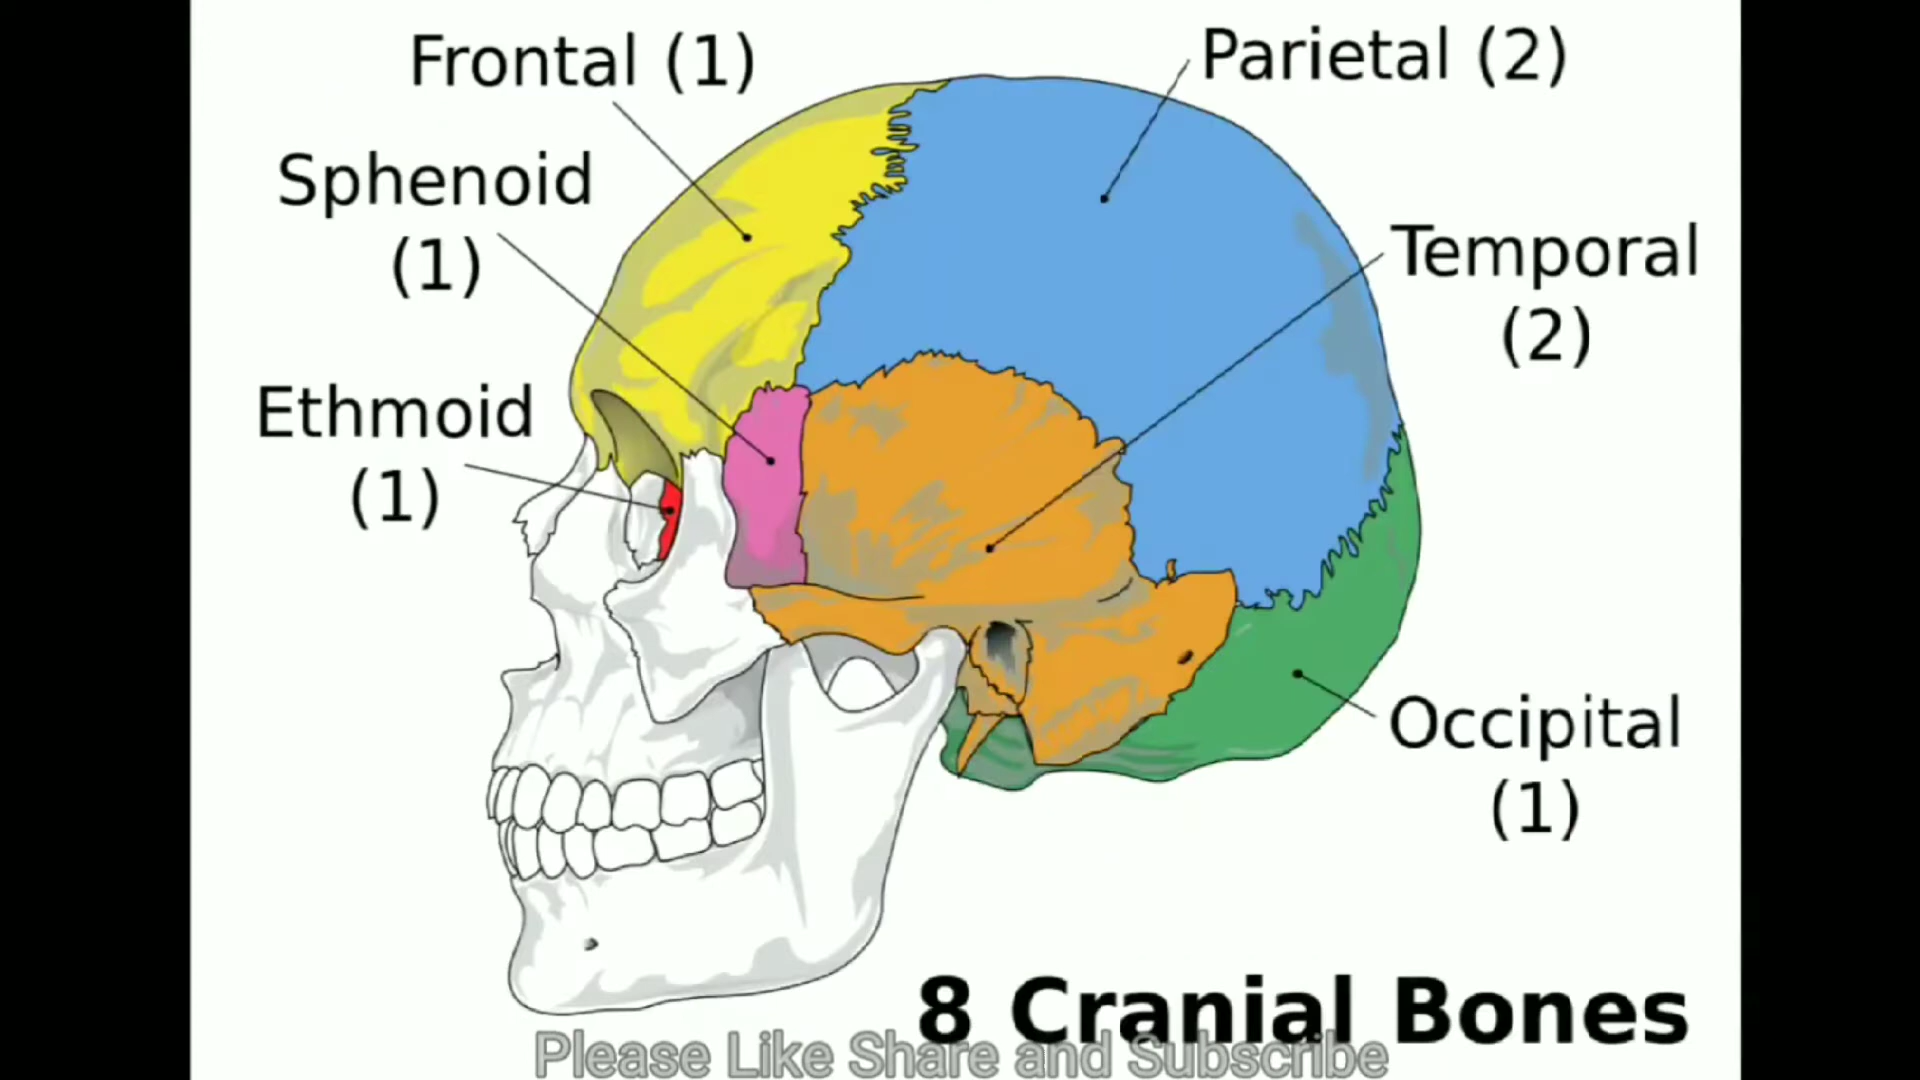 Frontal (1)
Parietal (2)
Sphenoid
(1)
Temporal
(2)
Ethmoid
(1)
Occipital
(1)
8 Cranial Bones
Please Like Share and Subscribe